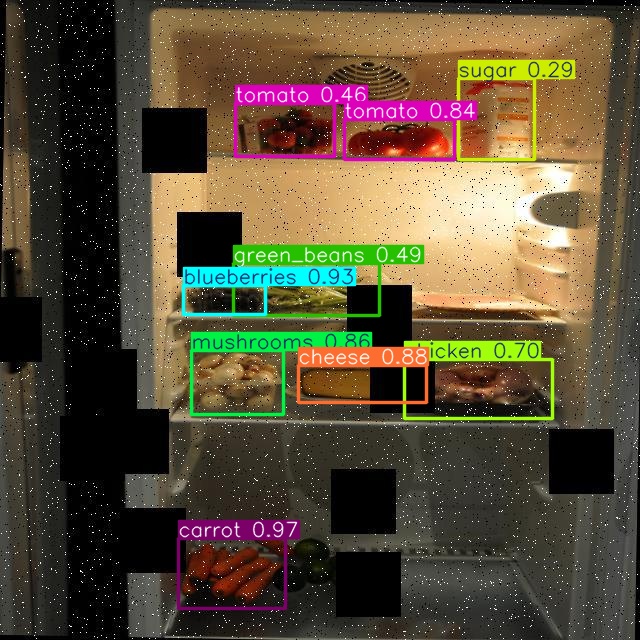 sugar 0.29
tomato 0.46
tomato 0.84
green_beans 0.49
blueberries 0.93
mushrooms 0.86
chicken 0.70
cheese 0.88
carrot 0.97